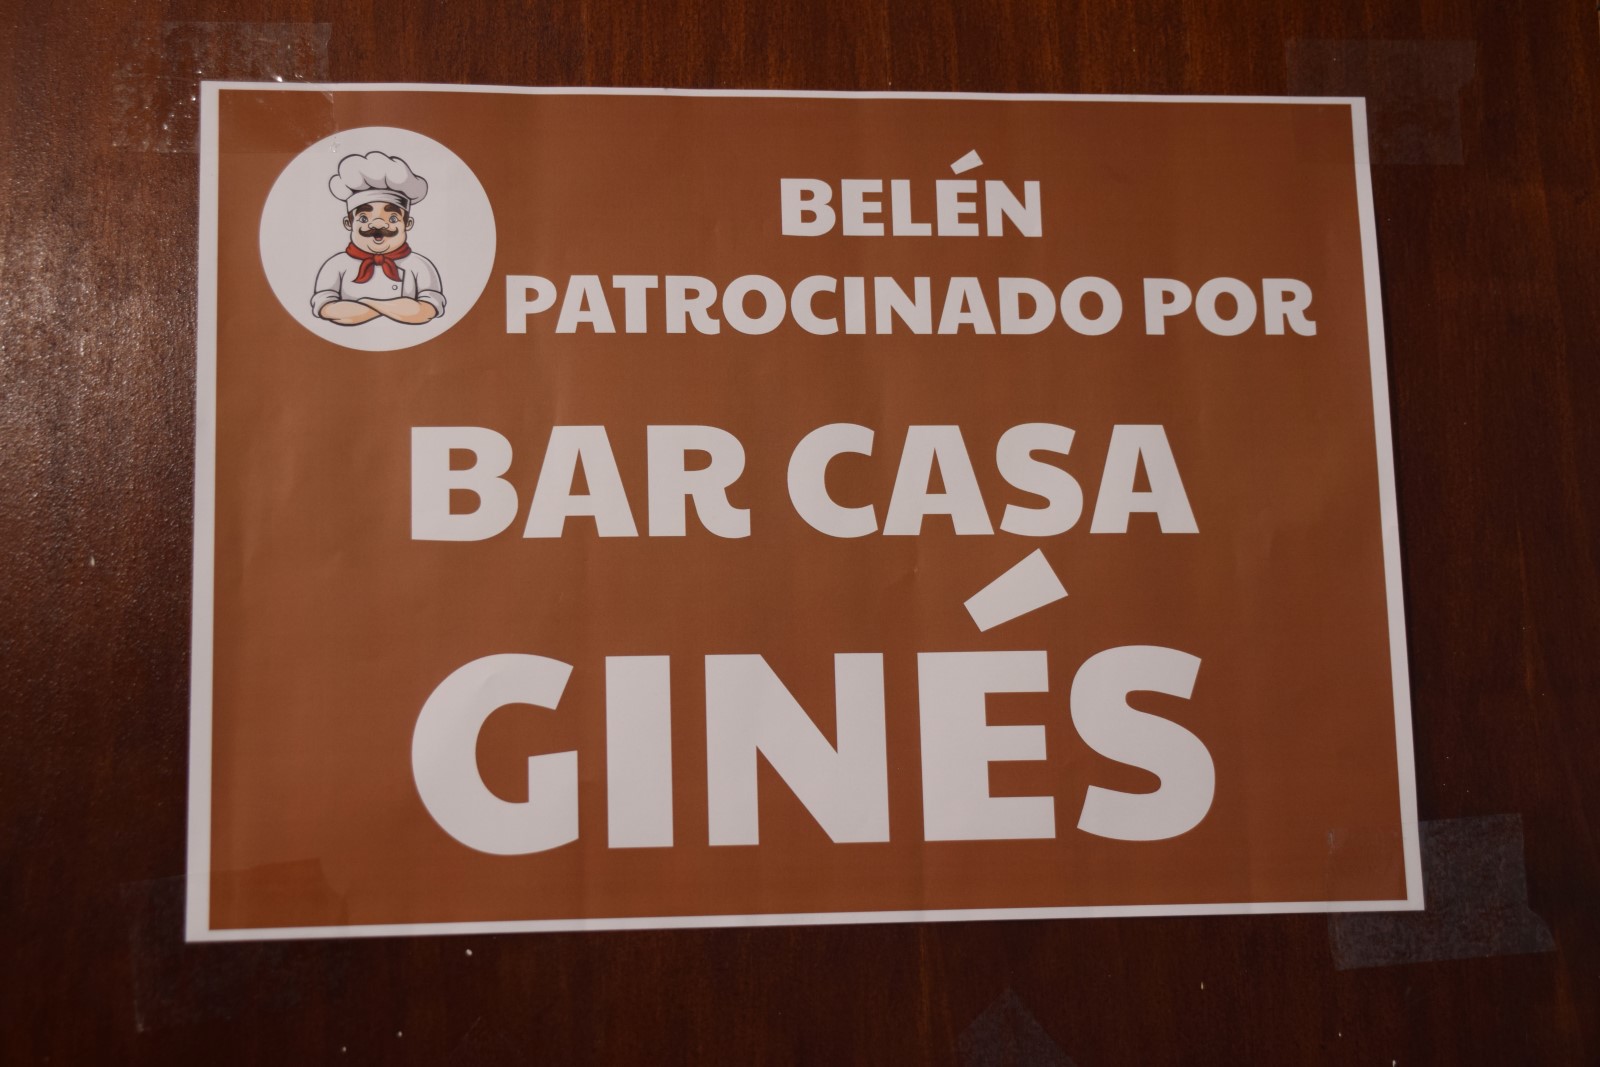 BELÉN
PATROCINADO POR
BAR CASA
GINÉS